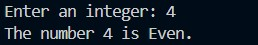 Enter an integer: 4
The number 4 is Even.